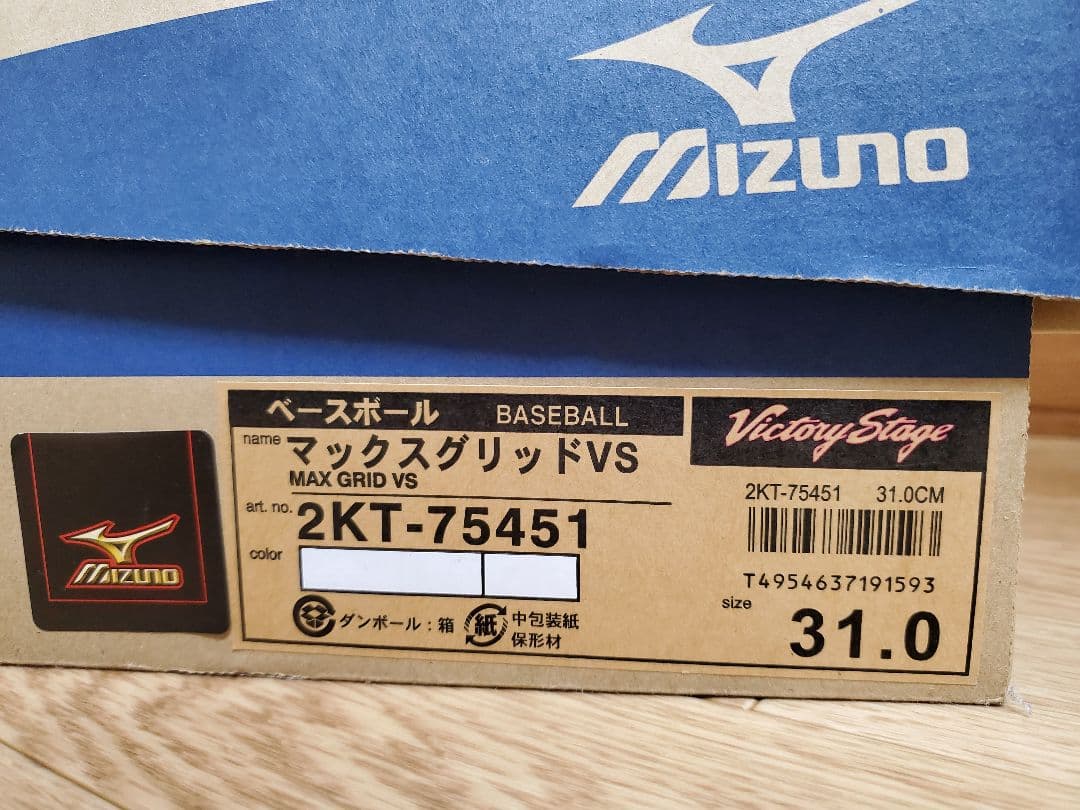 MIZUNO
ベースボール BASEBALL
Victory Stage
name マックスグリッドVS
MAX GRID VS
art. no. 2KT-75451
color
ダンボール：箱
紙 中包装紙
保形材
2KT-75451 31.0CM
T4954637191593
size
31.0
MIZUNO